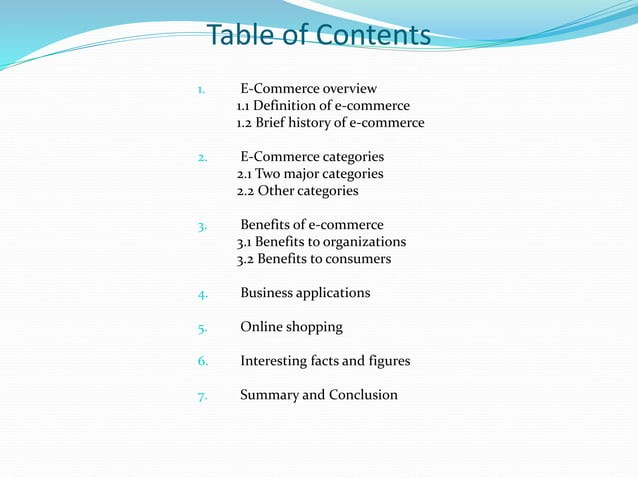 Table of Contents
1. E-Commerce overview
1.1 Definition of e-commerce
1.2 Brief history of e-commerce
2. E-Commerce categories
2.1 Two major categories
2.2 Other categories
3. Benefits of e-commerce
3.1 Benefits to organizations
3.2 Benefits to consumers
4. Business applications
5. Online shopping
6. Interesting facts and figures
7. Summary and Conclusion